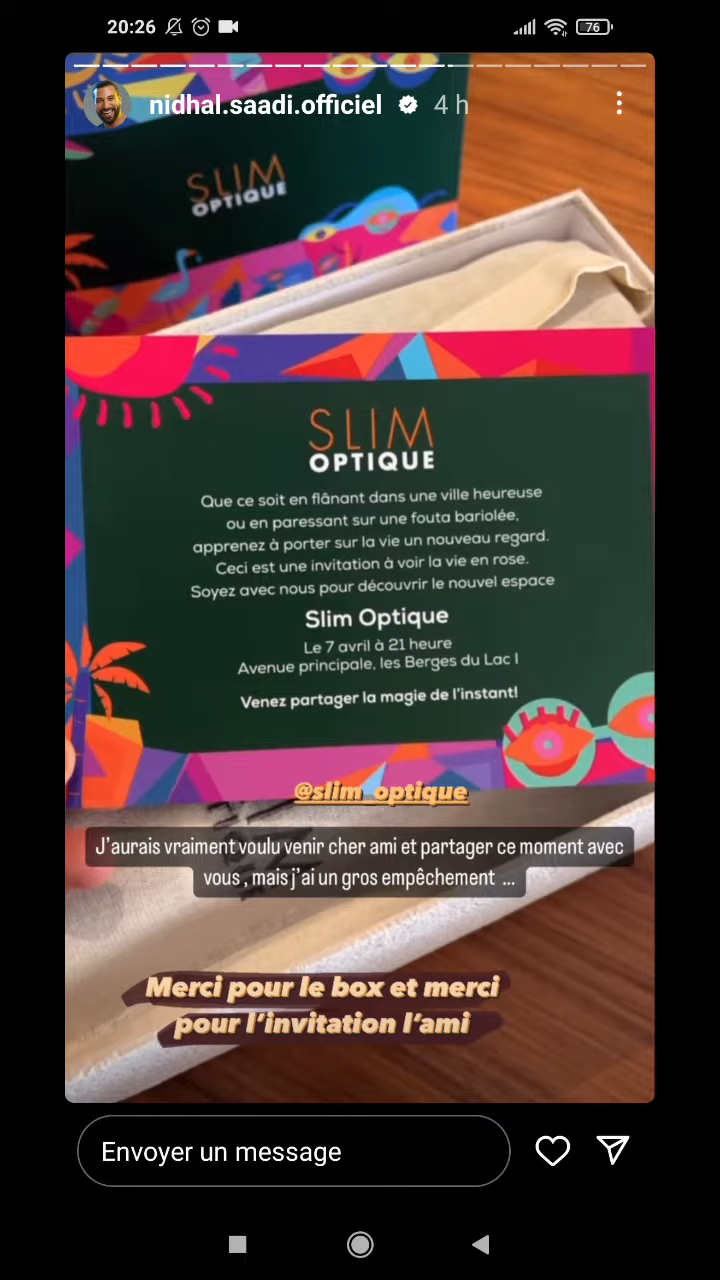 20:26
76
nidhal.saadi.officiel 4 h
SLIM
OPTIQUE
SLIM
OPTIQUE
Que ce soit en flânant dans une ville heureuse
ou en paressant sur une fouta bariolée,
apprenez à porter sur la vie un nouveau regard.
Ceci est une invitation à voir la vie en rose.
Soyez avec nous pour découvrir le nouvel espace
Slim Optique
Le 7 avril à 21 heure
Avenue principale, les Berges du Lac I
Venez partager la magie de l'instant!
@slim_optique
J'aurais vraiment voulu venir cher ami et partager ce moment avec
vous , mais j'ai un gros empêchement ...
Merci pour le box et merci
pour l'invitation l'ami
Envoyer un message